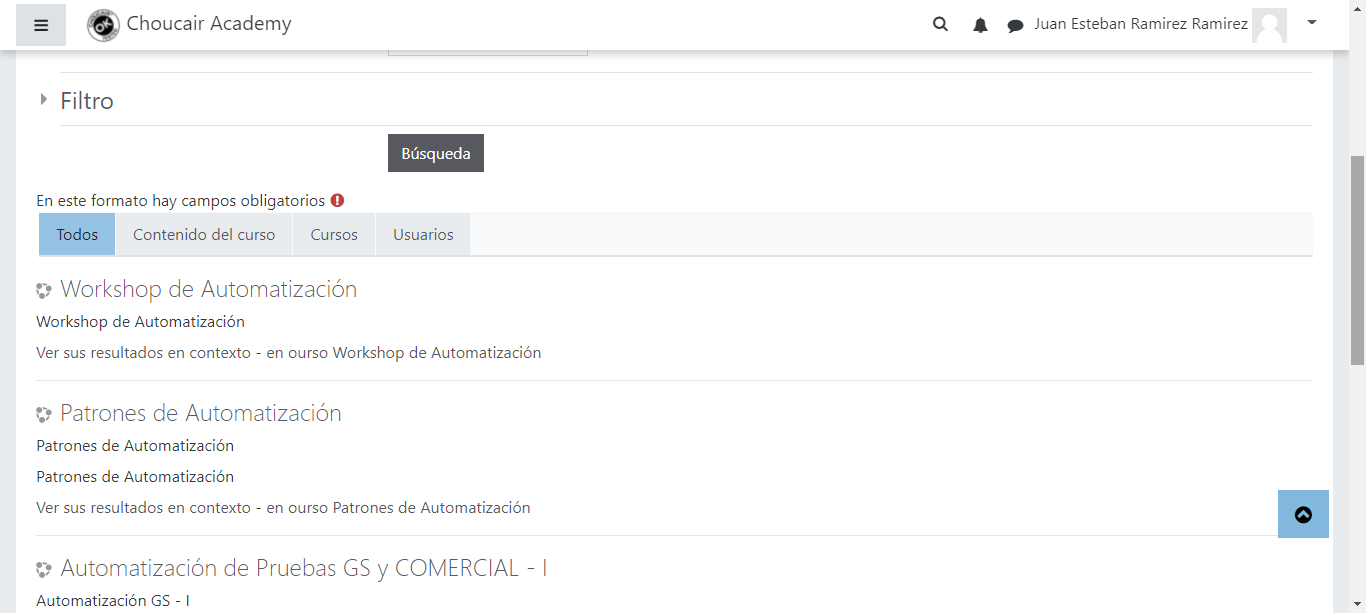 Choucair Academy
Juan Esteban Ramirez Ramirez
Filtro
Búsqueda
En este formato hay campos obligatorios
Todos
Contenido del curso
Cursos
Usuarios
Workshop de Automatización
Workshop de Automatización
Ver sus resultados en contexto - en ourso Workshop de Automatización
Patrones de Automatización
Patrones de Automatización
Patrones de Automatización
Ver sus resultados en contexto - en ourso Patrones de Automatización
Automatización de Pruebas GS y COMERCIAL - I
Automatización GS - I